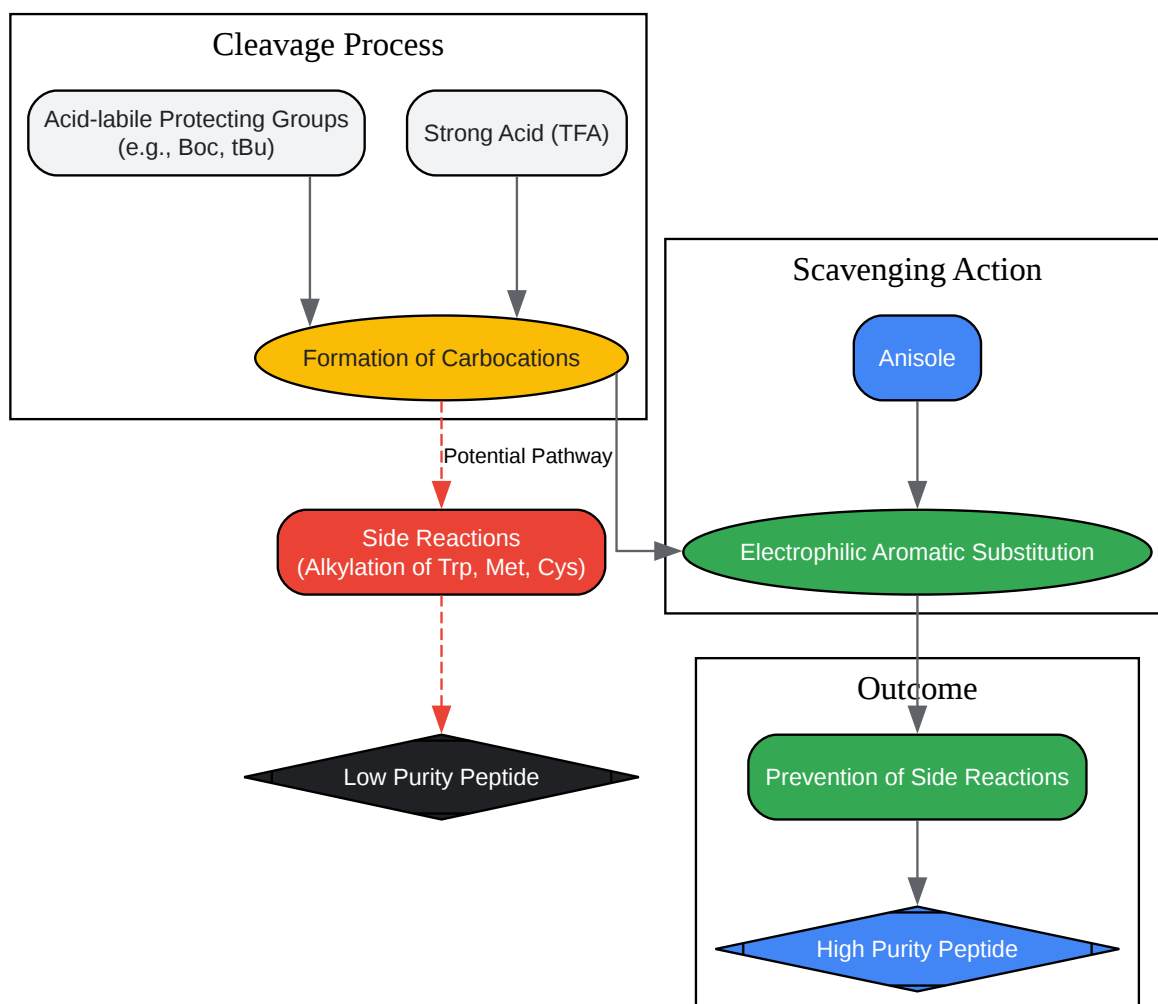 Cleavage Process
Acid-labile Protecting Groups
(e.g., Boc, tBu)
Strong Acid (TFA)
Formation of Carbocations
Scavenging Action
Anisole
Potential Pathway
Side Reactions
(Alkylation of Trp, Met, Cys)
Electrophilic Aromatic Substitution
Outcome
Low Purity Peptide
Prevention of Side Reactions
High Purity Peptide